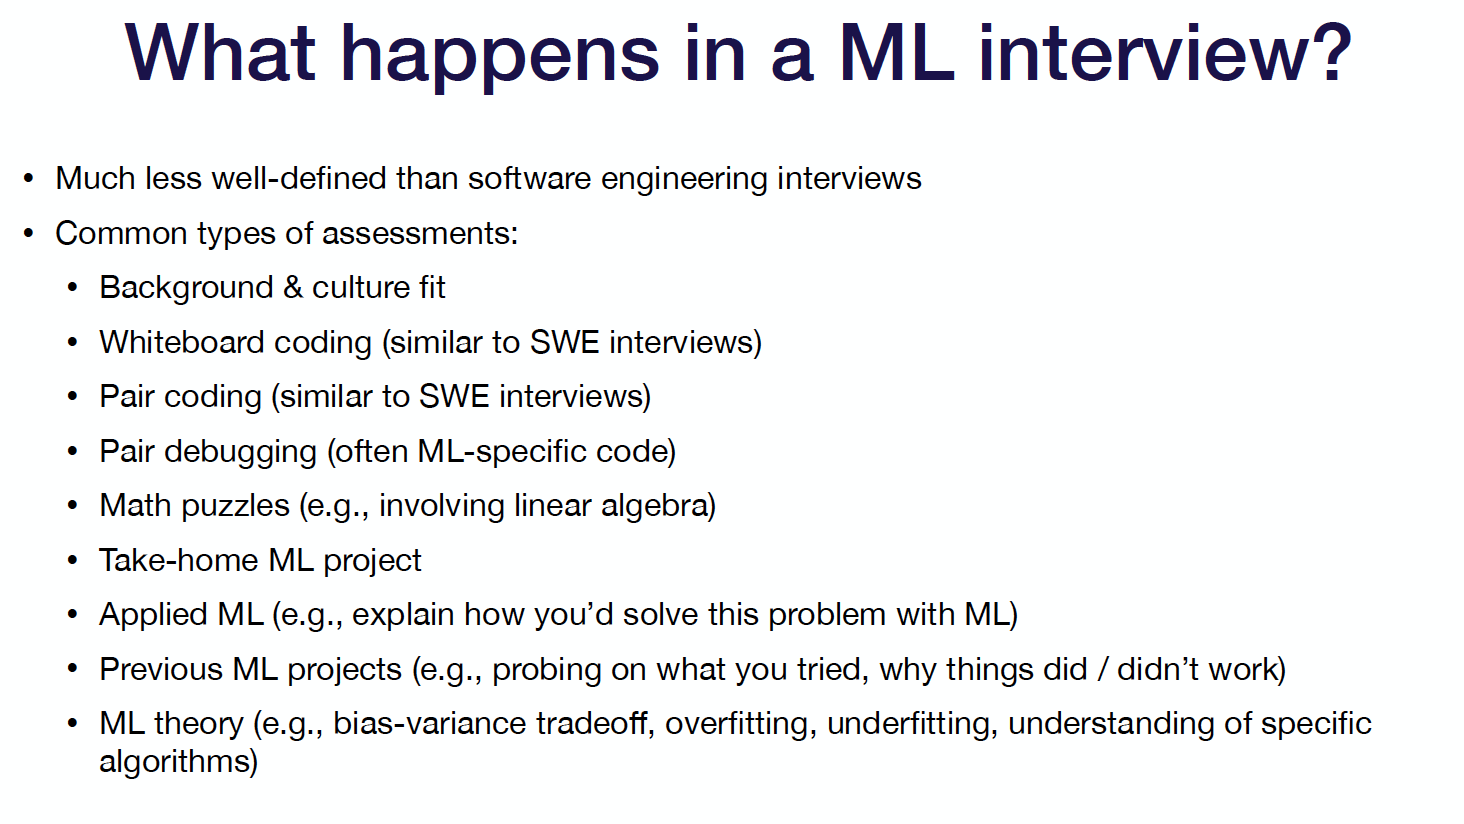 What happens in a ML interview?
• Much less well-defined than software engineering interviews
• Common types of assessments:
• Background & culture fit
• Whiteboard coding (similar to SWE interviews)
• Pair coding (similar to SWE interviews)
• Pair debugging (often ML-specific code)
• Math puzzles (e.g., involving linear algebra)
• Take-home ML project
• Applied ML (e.g., explain how you’d solve this problem with ML)
• Previous ML projects (e.g., probing on what you tried, why things did / didn’t work)
• ML theory (e.g., bias-variance tradeoff, overfitting, underfitting, understanding of specific
algorithms)